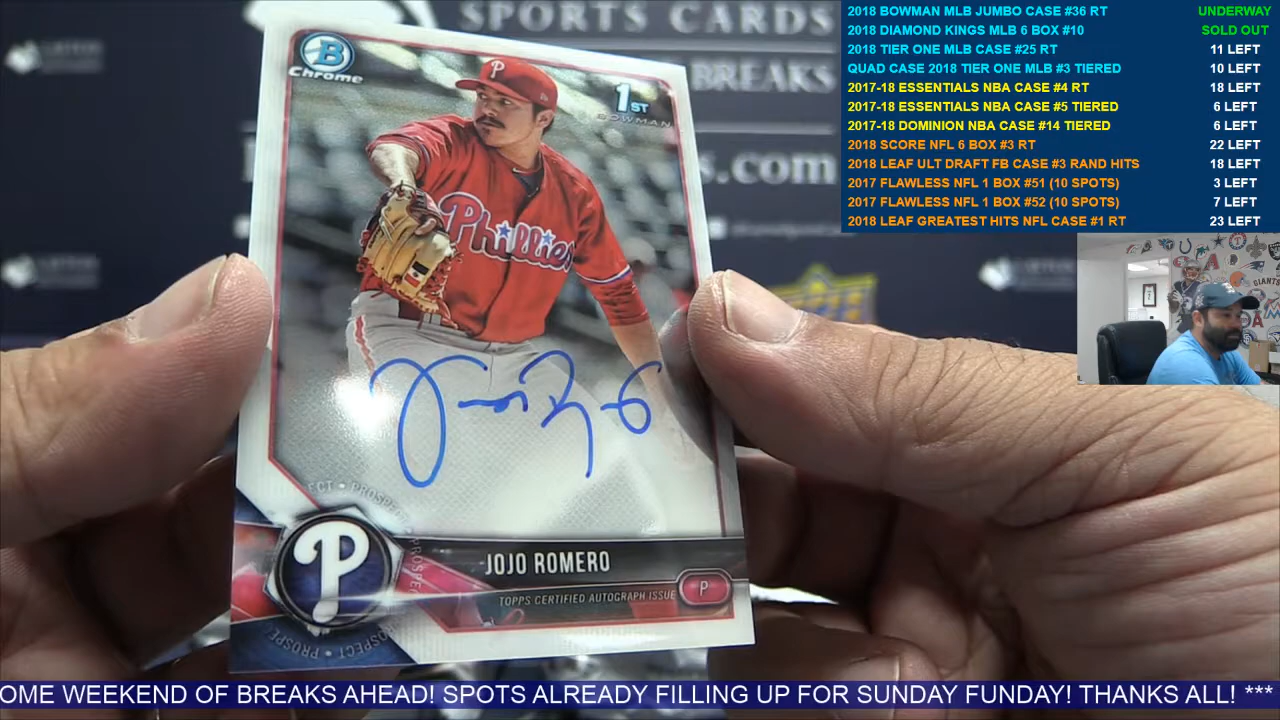 SPORTS CARDS
BREAKS
s.com
B
Chrome
1ST
BOWMAN
P
Phillies
PROSPECT
P
JOJO ROMERO
TOPPS CERTIFIED AUTOGRAPH ISSUE
P
2018 BOWMAN MLB JUMBO CASE #36 RT UNDERWAY
2018 DIAMOND KINGS MLB 6 BOX #10 SOLD OUT
2018 TIER ONE MLB CASE #25 RT 11 LEFT
QUAD CASE 2018 TIER ONE MLB #3 TIERED 10 LEFT
2017-18 ESSENTIALS NBA CASE #4 RT 18 LEFT
2017-18 ESSENTIALS NBA CASE #5 TIERED 6 LEFT
2017-18 DOMINION NBA CASE #14 TIERED 6 LEFT
2018 SCORE NFL 6 BOX #3 RT 22 LEFT
2018 LEAF ULT DRAFT FB CASE #3 RAND HITS 18 LEFT
2017 FLAWLESS NFL 1 BOX #51 (10 SPOTS) 3 LEFT
2017 FLAWLESS NFL 1 BOX #52 (10 SPOTS) 7 LEFT
2018 LEAF GREATEST HITS NFL CASE #1 RT 23 LEFT
GIANTS
OME WEEKEND OF BREAKS AHEAD! SPOTS ALREADY FILLING UP FOR SUNDAY FUNDAY! THANKS ALL! ***